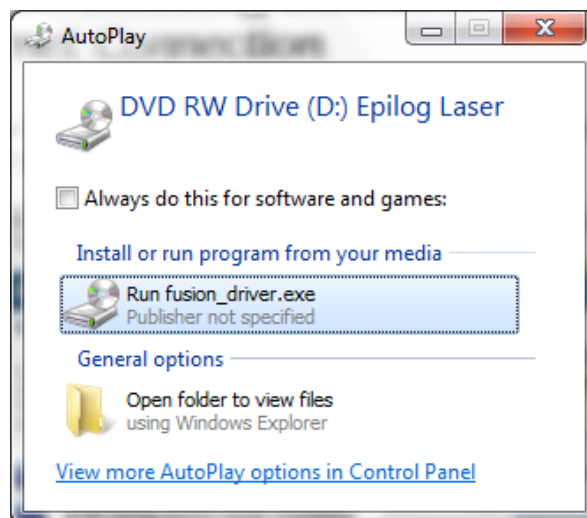 AutoPlay
DVD RW Drive (D:) Epilog Laser
Always do this for software and games:
Install or run program from your media
Run fusion_driver.exe
Publisher not specified
General options
Open folder to view files
using Windows Explorer
View more AutoPlay options in Control Panel